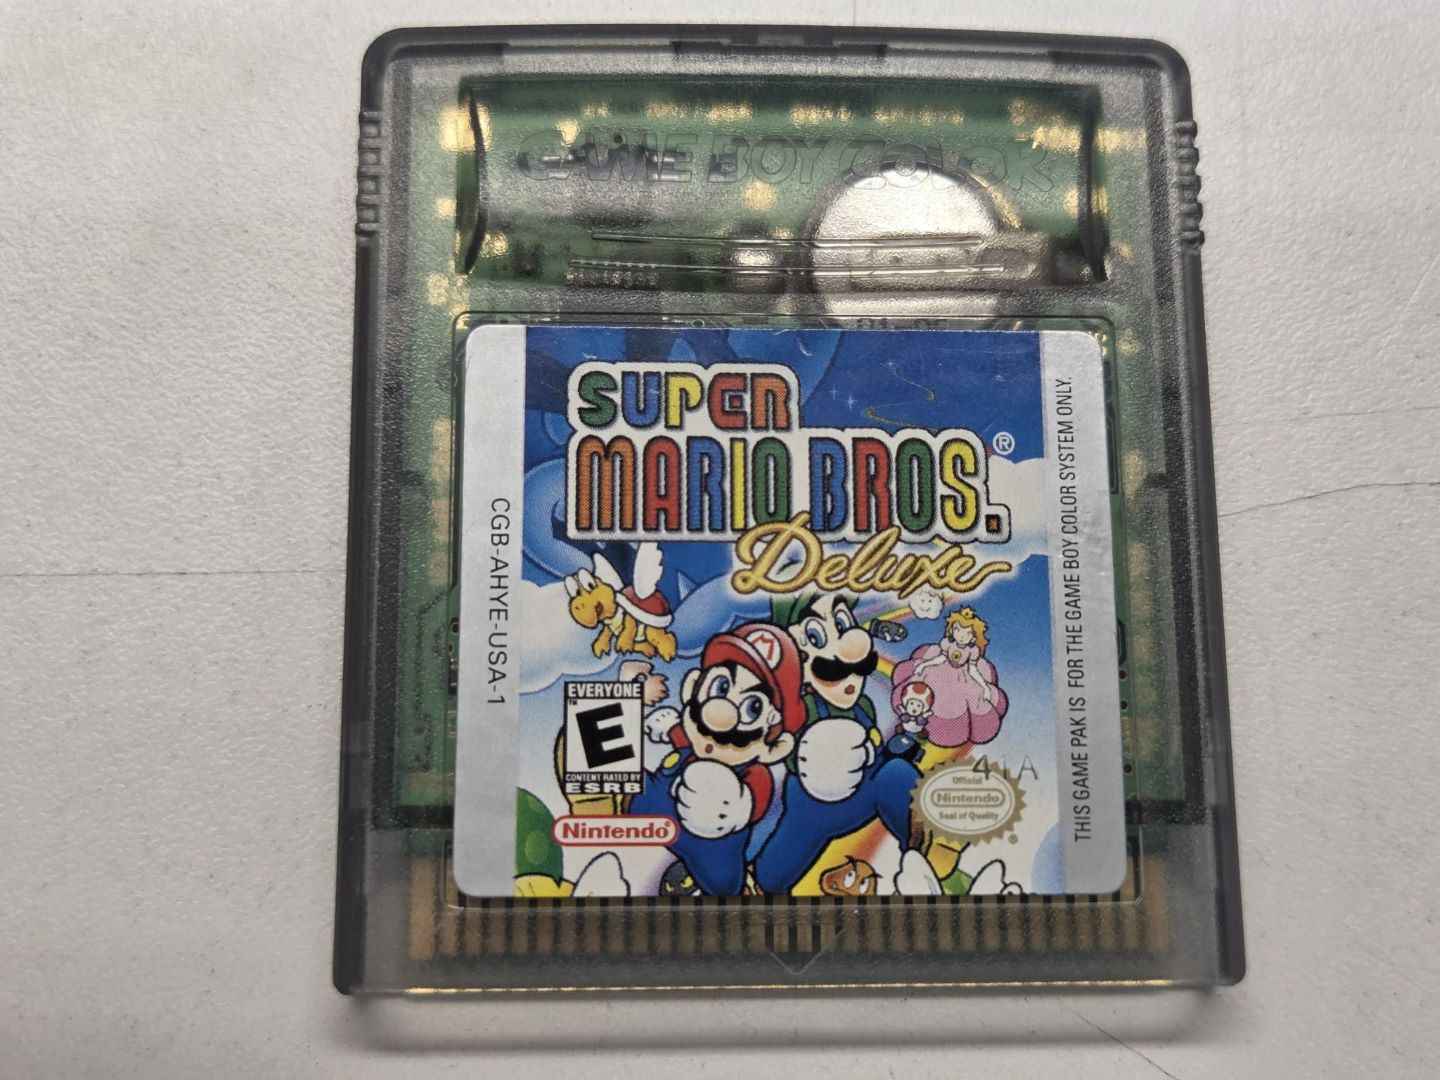 GAME BOY COLOR
SUPER
MARIO BROS.®
Deluxe
CGB-AHYE-USA-1
THIS GAME PAK IS FOR THE GAME BOY COLOR SYSTEM ONLY.
M
EVERYONE
E
™
CONTENT RATED BY
ESRB
Nintendo®
41A
Official
Nintendo
Seal of Quality
®